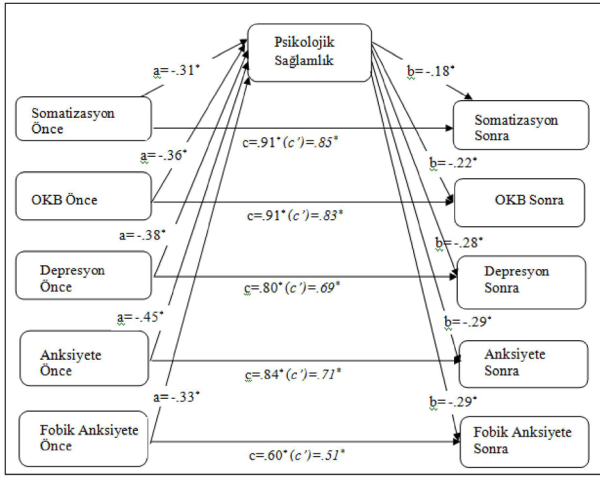 Psikolojik
Sağlamlık
a=-.31*
b=-.18*
Somatizasyon
Önce
c=.91*(c')=.85*
Somatizasyon
Sonra
a=-.36*
b=-.22*
OKB Önce
c=.91*(c')=.83*
OKB Sonra
a=-.38*
b=-.28*
Depresyon
Önce
c=.80*(c')=.69*
Depresyon
Sonra
a=-.45*
b=-.29*
Anksiyete
Önce
c=.84*(c')=.71*
Anksiyete
Sonra
a=-.33*
b=-.29*
Fobik Anksiyete
Önce
c=.60*(c')=.51*
Fobik Anksiyete
Sonra